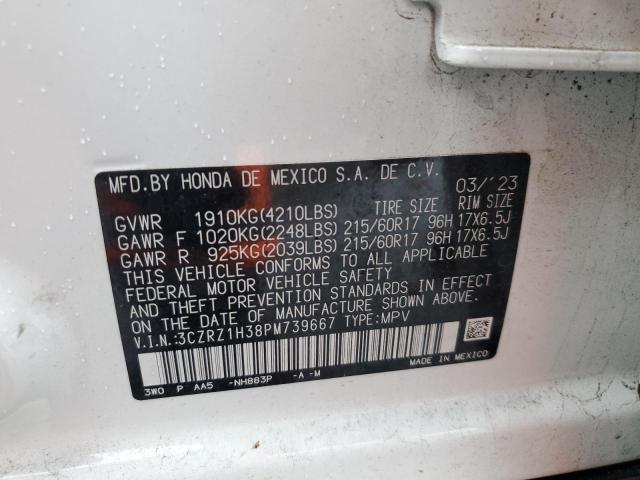 MFD.BY HONDA DE MEXICO S.A. DE C.V. 03/'23
GVWR 1910KG(4210LBS) TIRE SIZE RIM SIZE
GAWR F 1020KG(2248LBS) 215/60R17 96H 17X6.5J
GAWR R 925KG(2039LBS) 215/60R17 96H 17X6.5J
THIS VEHICLE CONFORMS TO ALL APPLICABLE
FEDERAL MOTOR VEHICLE SAFETY
AND THEFT PREVENTION STANDARDS IN EFFECT
ON THE DATE OF MANUFACTURE SHOWN ABOVE.
V.I.N.:3CZRZ1H38PM739667 TYPE:MPV
MADE IN MEXICO
3W0 P AA5 -NH883P -A -M